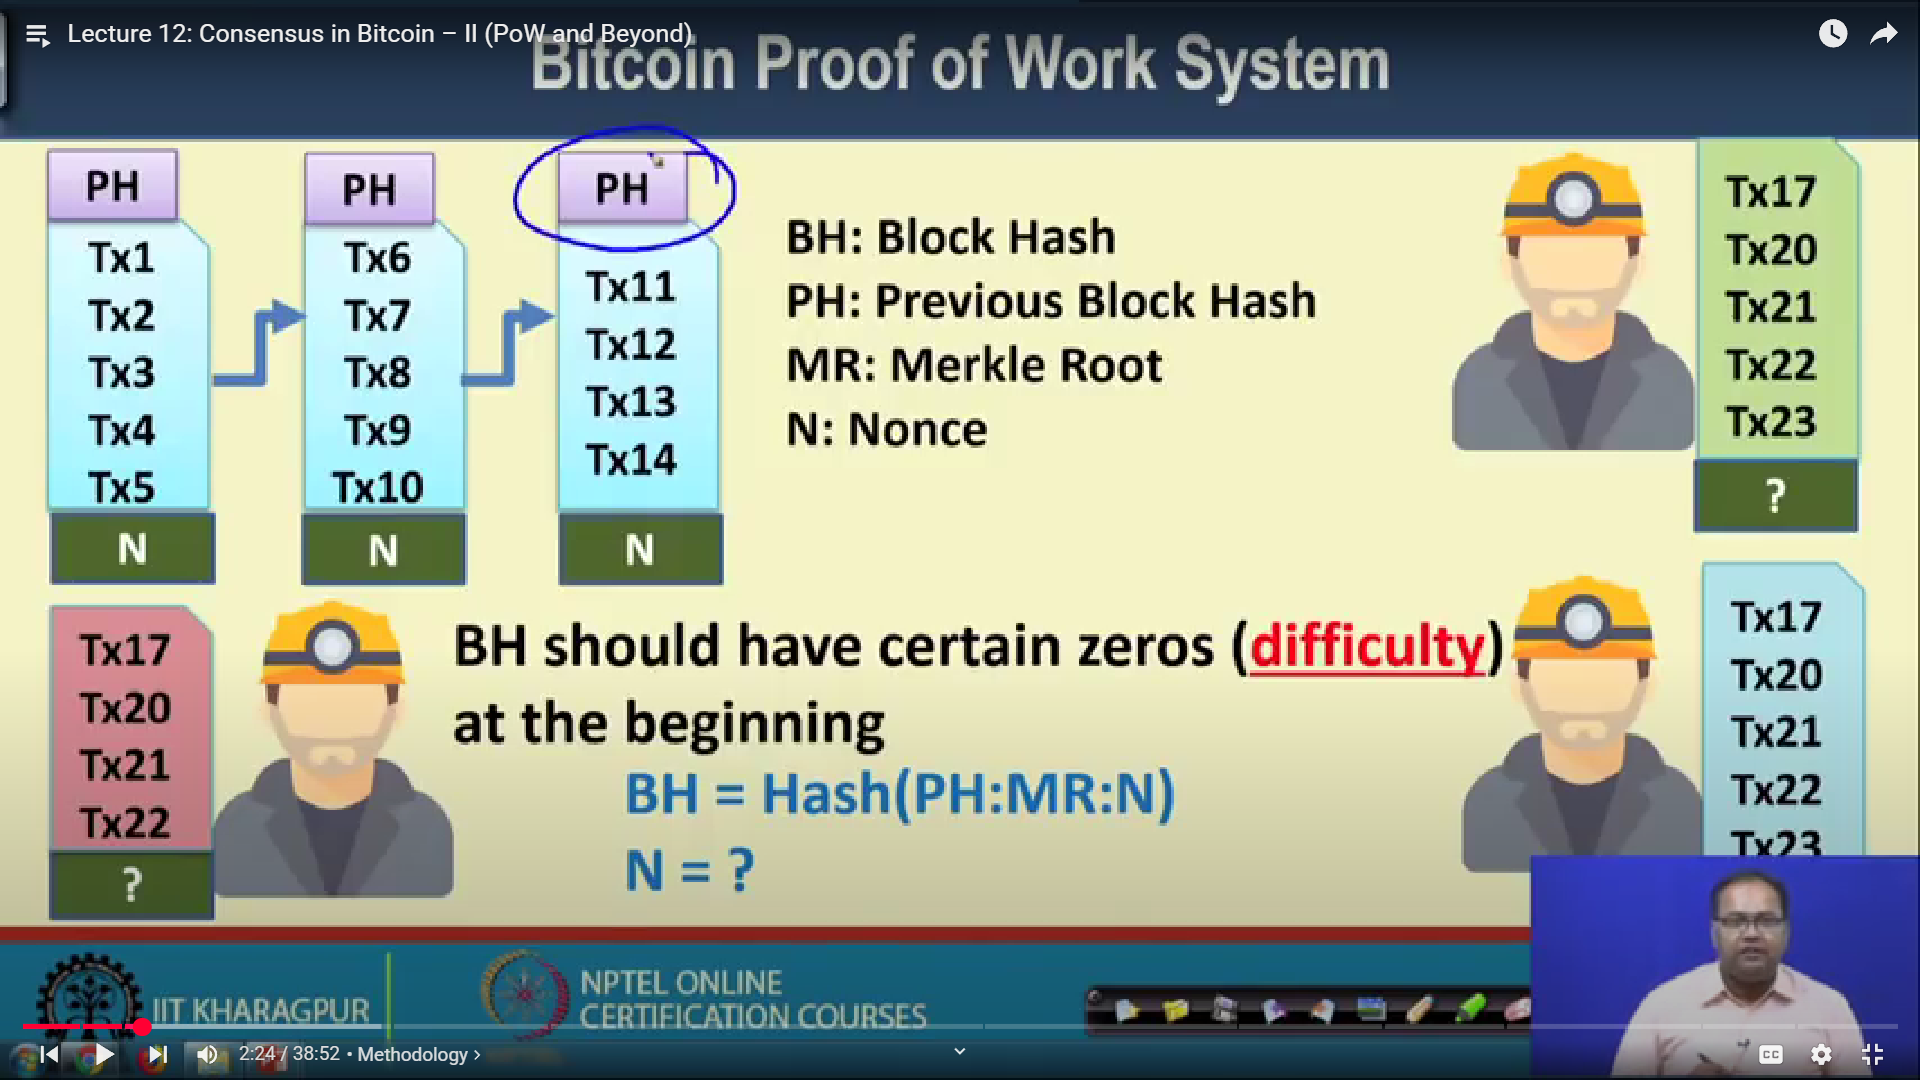 Lecture 12: Consensus in Bitcoin – II (PoW and Beyond)
Bitcoin Proof of Work System
PH
Tx1
Tx2
Tx3
Tx4
Tx5
N
PH
Tx6
Tx7
Tx8
Tx9
Tx10
N
PH
Tx11
Tx12
Tx13
Tx14
N
BH: Block Hash
PH: Previous Block Hash
MR: Merkle Root
N: Nonce
Tx17
Tx20
Tx21
Tx22
Tx23
?
Tx17
Tx20
Tx21
Tx22
?
BH should have certain zeros (difficulty)
at the beginning
BH = Hash(PH:MR:N)
N = ?
Tx17
Tx20
Tx21
Tx22
Tx23
IIT KHARAGPUR
NPTEL ONLINE
CERTIFICATION COURSES
2:24 / 38:52 • Methodology ›
CC